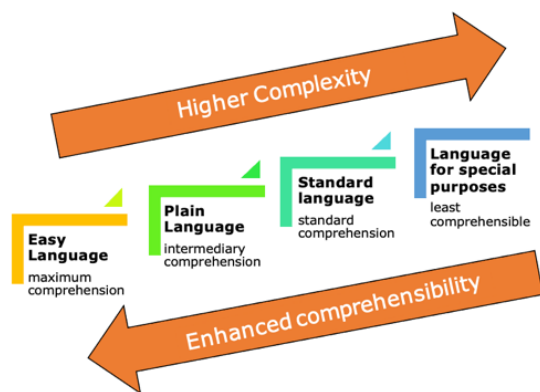 Higher Complexity
Easy
Language
maximum
comprehension
Plain
Language
intermediary
comprehension
Standard
language
standard
comprehension
Language
for special
purposes
least
comprehensible
Enhanced comprehensibility